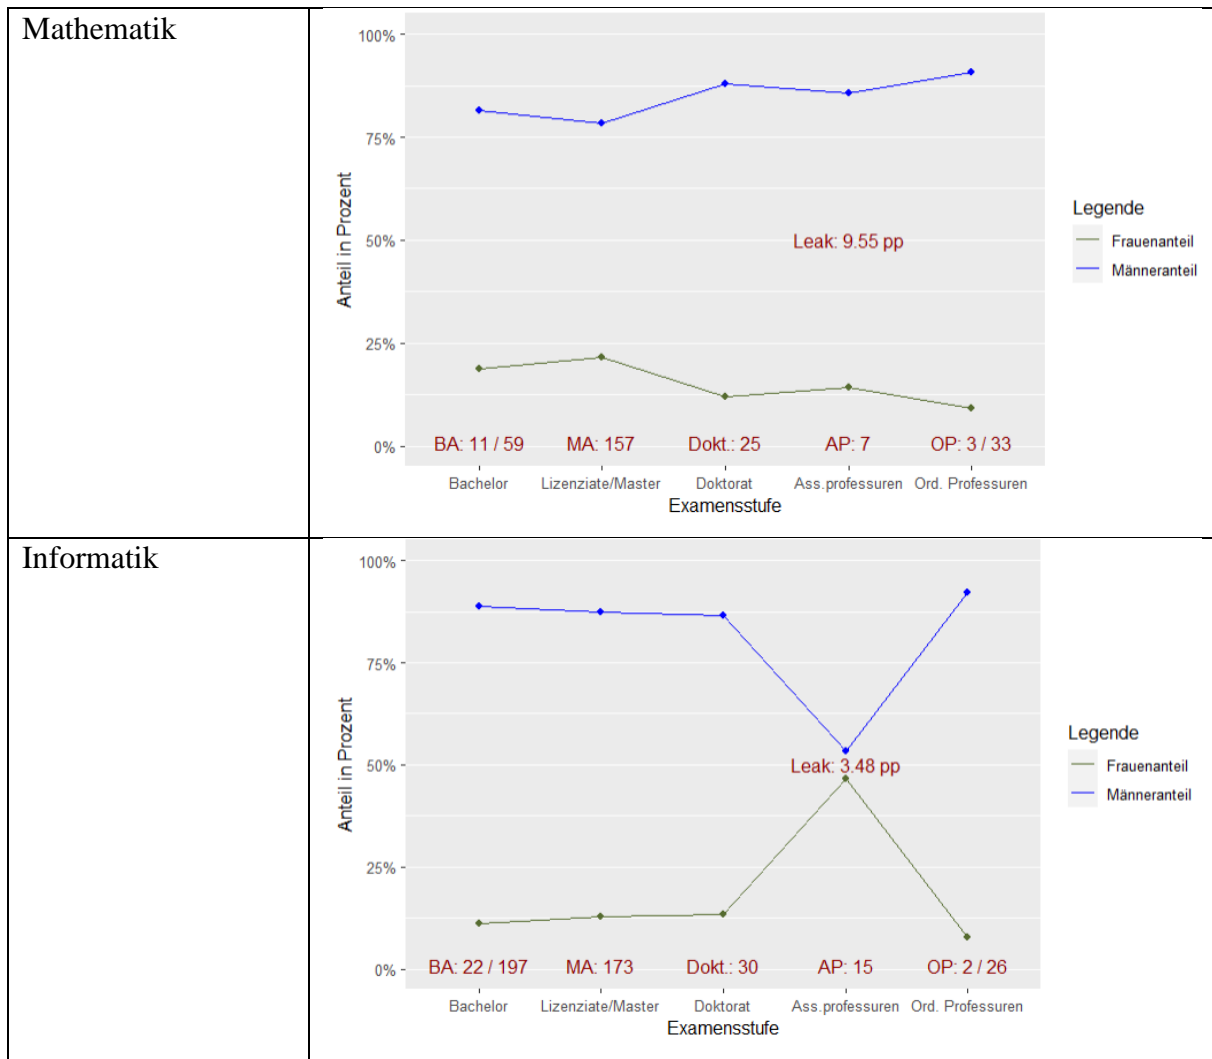 Mathematik
100%
75%
50%
25%
0%
Anteil in Prozent
Leak: 9.55 pp
BA: 11 / 59 MA: 157 Dokt.: 25 AP: 7 OP: 3 / 33
Bachelor Lizenziate/Master Doktorat Ass.professuren Ord. Professuren
Examensstufe
Legende
Frauenanteil
Männeranteil
Informatik
100%
75%
50%
25%
0%
Anteil in Prozent
Leak: 3.48 pp
BA: 22 / 197 MA: 173 Dokt.: 30 AP: 15 OP: 2 / 26
Bachelor Lizenziate/Master Doktorat Ass.professuren Ord. Professuren
Examensstufe
Legende
Frauenanteil
Männeranteil